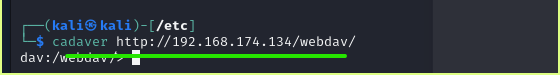 ┌──(kali㉿kali)-[/etc]
└─$ cadaver http://192.168.174.134/webdav/
dav:/webdav/>